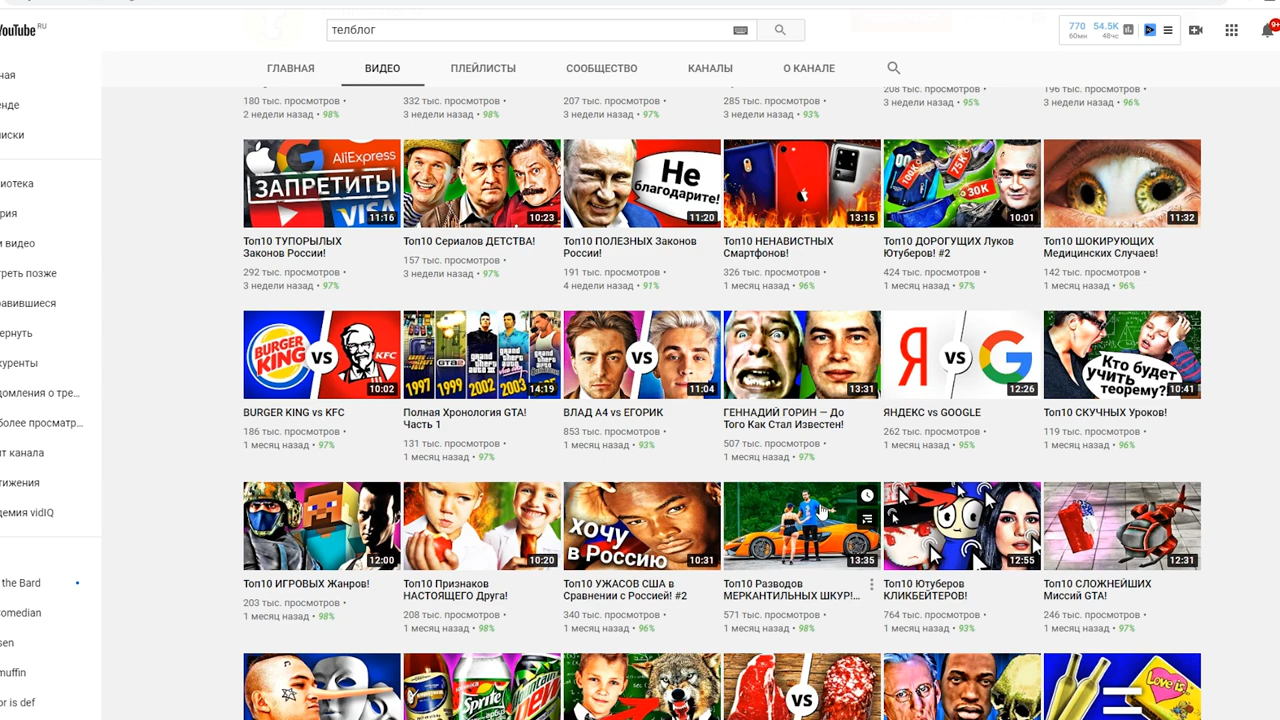 YouTube RU
телблог
770
60мн
54.5K
48чс
9+
ГЛАВНАЯ
ВИДЕО
ПЛЕЙЛИСТЫ
СООБЩЕСТВО
КАНАЛЫ
О КАНАЛЕ
ная
енде
иски
иотека
рия
и видео
треть позже
равившиеся
ернуть
куренты
домления о тре...
более просматр...
ит канала
тижения
демия vidIQ
the Bard
Comedian
sen
muffin
or is def
180 тыс. просмотров •
2 недели назад • 98%
332 тыс. просмотров •
3 недели назад • 98%
207 тыс. просмотров •
3 недели назад • 97%
285 тыс. просмотров •
3 недели назад • 93%
208 тыс. просмотров •
3 недели назад • 95%
196 тыс. просмотров •
3 недели назад • 96%
AliExpress
ЗАПРЕТИТЬ
VISA
11:16
10:23
Не
благодарите!
11:20
13:15
100K
75K
30K
10:01
11:32
Топ10 ТУПОРЫЛЫХ
Законов России!
292 тыс. просмотров •
3 недели назад • 97%
Топ10 Сериалов ДЕТСТВА!
157 тыс. просмотров •
3 недели назад • 97%
Топ10 ПОЛЕЗНЫХ Законов
России!
191 тыс. просмотров •
4 недели назад • 91%
Топ10 НЕНАВИСТНЫХ
Смартфонов!
326 тыс. просмотров •
1 месяц назад • 96%
Топ10 ДОРОГУЩИХ Луков
Ютуберов! #2
424 тыс. просмотров •
1 месяц назад • 97%
Топ10 ШОКИРУЮЩИХ
Медицинских Случаев!
142 тыс. просмотров •
1 месяц назад • 96%
BURGER
KING
VS
KFC
10:02
1997
1999
2002
2003
14:19
VS
11:04
13:31
Я
VS
G
12:26
Кто будет
учить
теорему?
10:41
BURGER KING vs KFC
186 тыс. просмотров •
1 месяц назад • 97%
Полная Хронология GTA!
Часть 1
131 тыс. просмотров •
1 месяц назад • 97%
ВЛАД А4 vs ЕГОРИК
853 тыс. просмотров •
1 месяц назад • 93%
ГЕННАДИЙ ГОРИН — До
Того Как Стал Известен!
507 тыс. просмотров •
1 месяц назад • 97%
ЯНДЕКС vs GOOGLE
262 тыс. просмотров •
1 месяц назад • 95%
Топ10 СКУЧНЫХ Уроков!
119 тыс. просмотров •
1 месяц назад • 96%
12:00
10:20
хочу
в Россию
10:31
13:35
12:55
12:31
Топ10 ИГРОВЫХ Жанров!
203 тыс. просмотров •
1 месяц назад • 98%
Топ10 Признаков
НАСТОЯЩЕГО Друга!
208 тыс. просмотров •
1 месяц назад • 98%
Топ10 УЖАСОВ США в
Сравнении с Россией! #2
340 тыс. просмотров •
1 месяц назад • 96%
Топ10 Разводов
МЕРКАНТИЛЬНЫХ ШКУР!...
571 тыс. просмотров •
1 месяц назад • 98%
Топ10 Ютуберов
КЛИКБЕЙТЕРОВ!
764 тыс. просмотров •
1 месяц назад • 93%
Топ10 СЛОЖНЕЙШИХ
Миссий GTA!
246 тыс. просмотров •
1 месяц назад • 97%
Sprite
VS
Love is